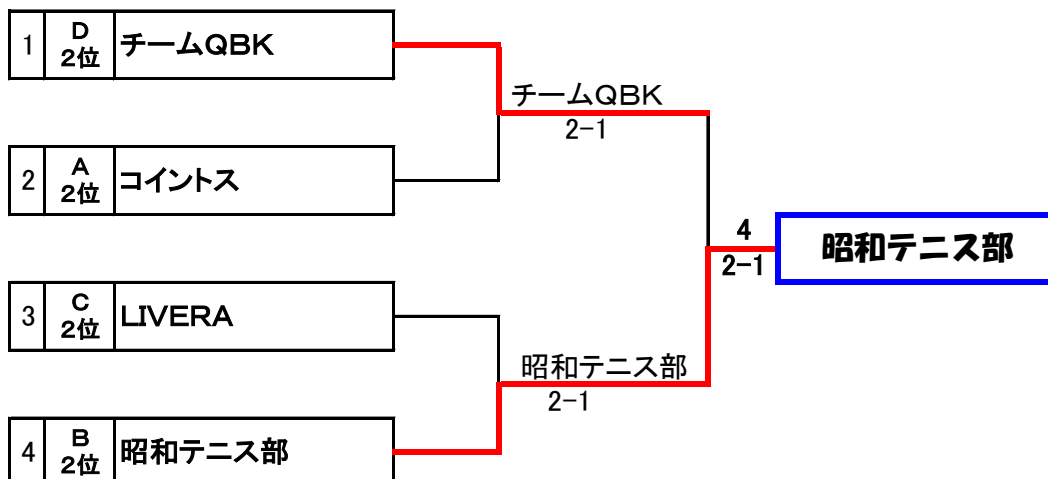 1 D 2位 チームQBK
チームQBK
2-1
2 A 2位 コイントス
4
2-1
昭和テニス部
3 C 2位 LIVERA
昭和テニス部
2-1
4 B 2位 昭和テニス部